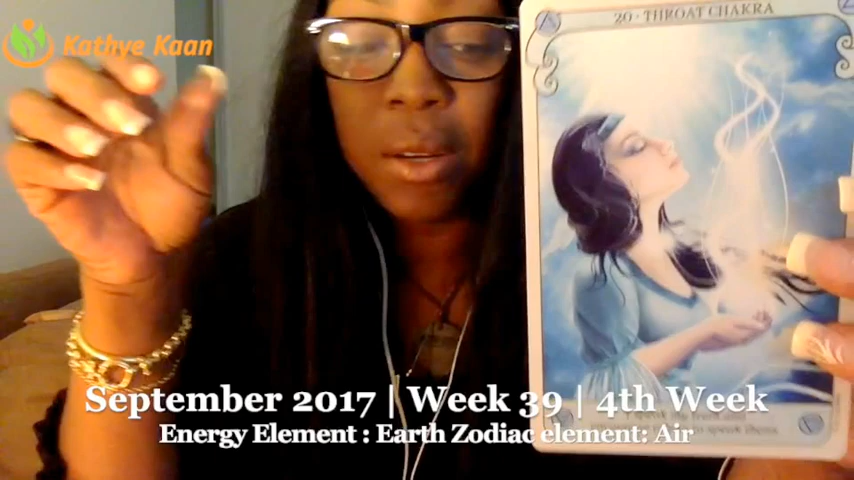 Kathye Kaan
20 · THROAT CHAKRA
September 2017 | Week 39 | 4th Week
Energy Element : Earth Zodiac element: Air